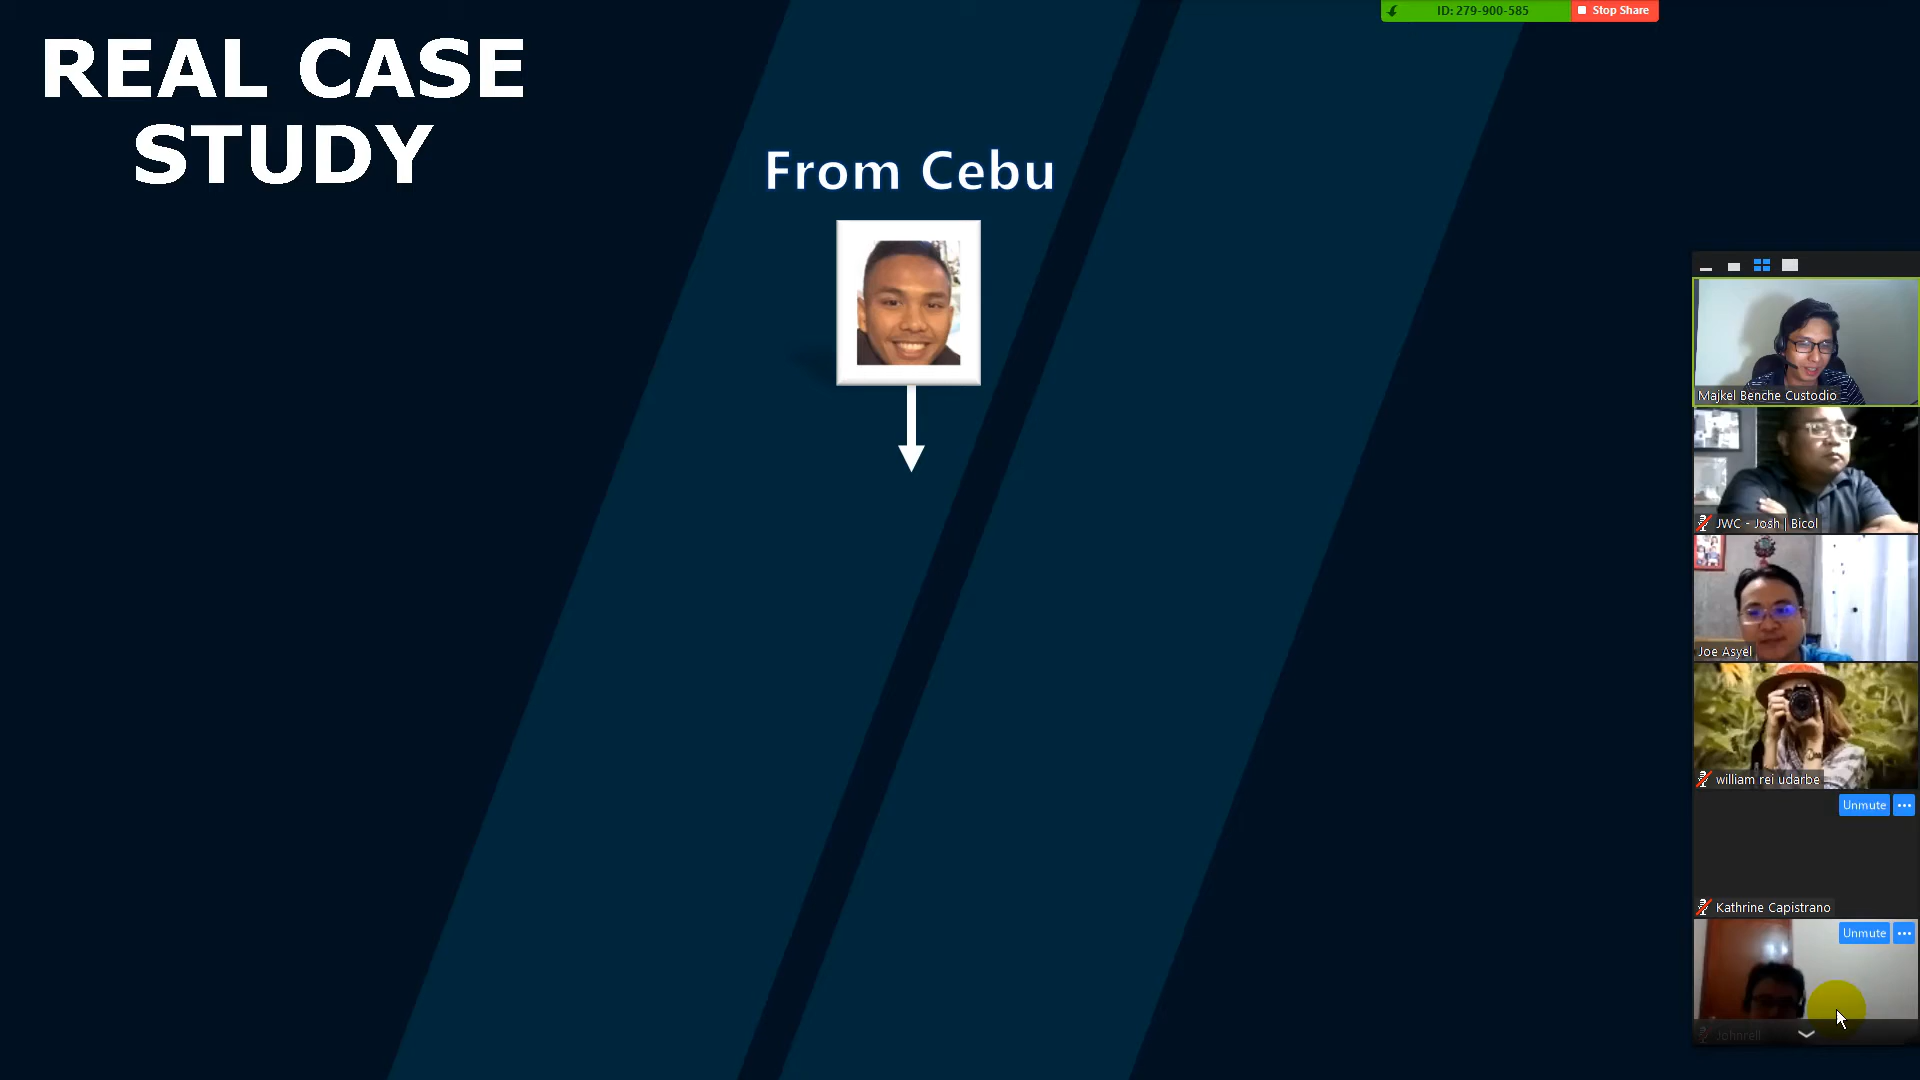 REAL CASE
STUDY
From Cebu
ID: 279-900-585
Stop Share
Majkel Benche Custodio
JWC - Josh | Bicol
Joe Asyel
william rei udarbe
Unmute
Kathrine Capistrano
Unmute
Johnrell